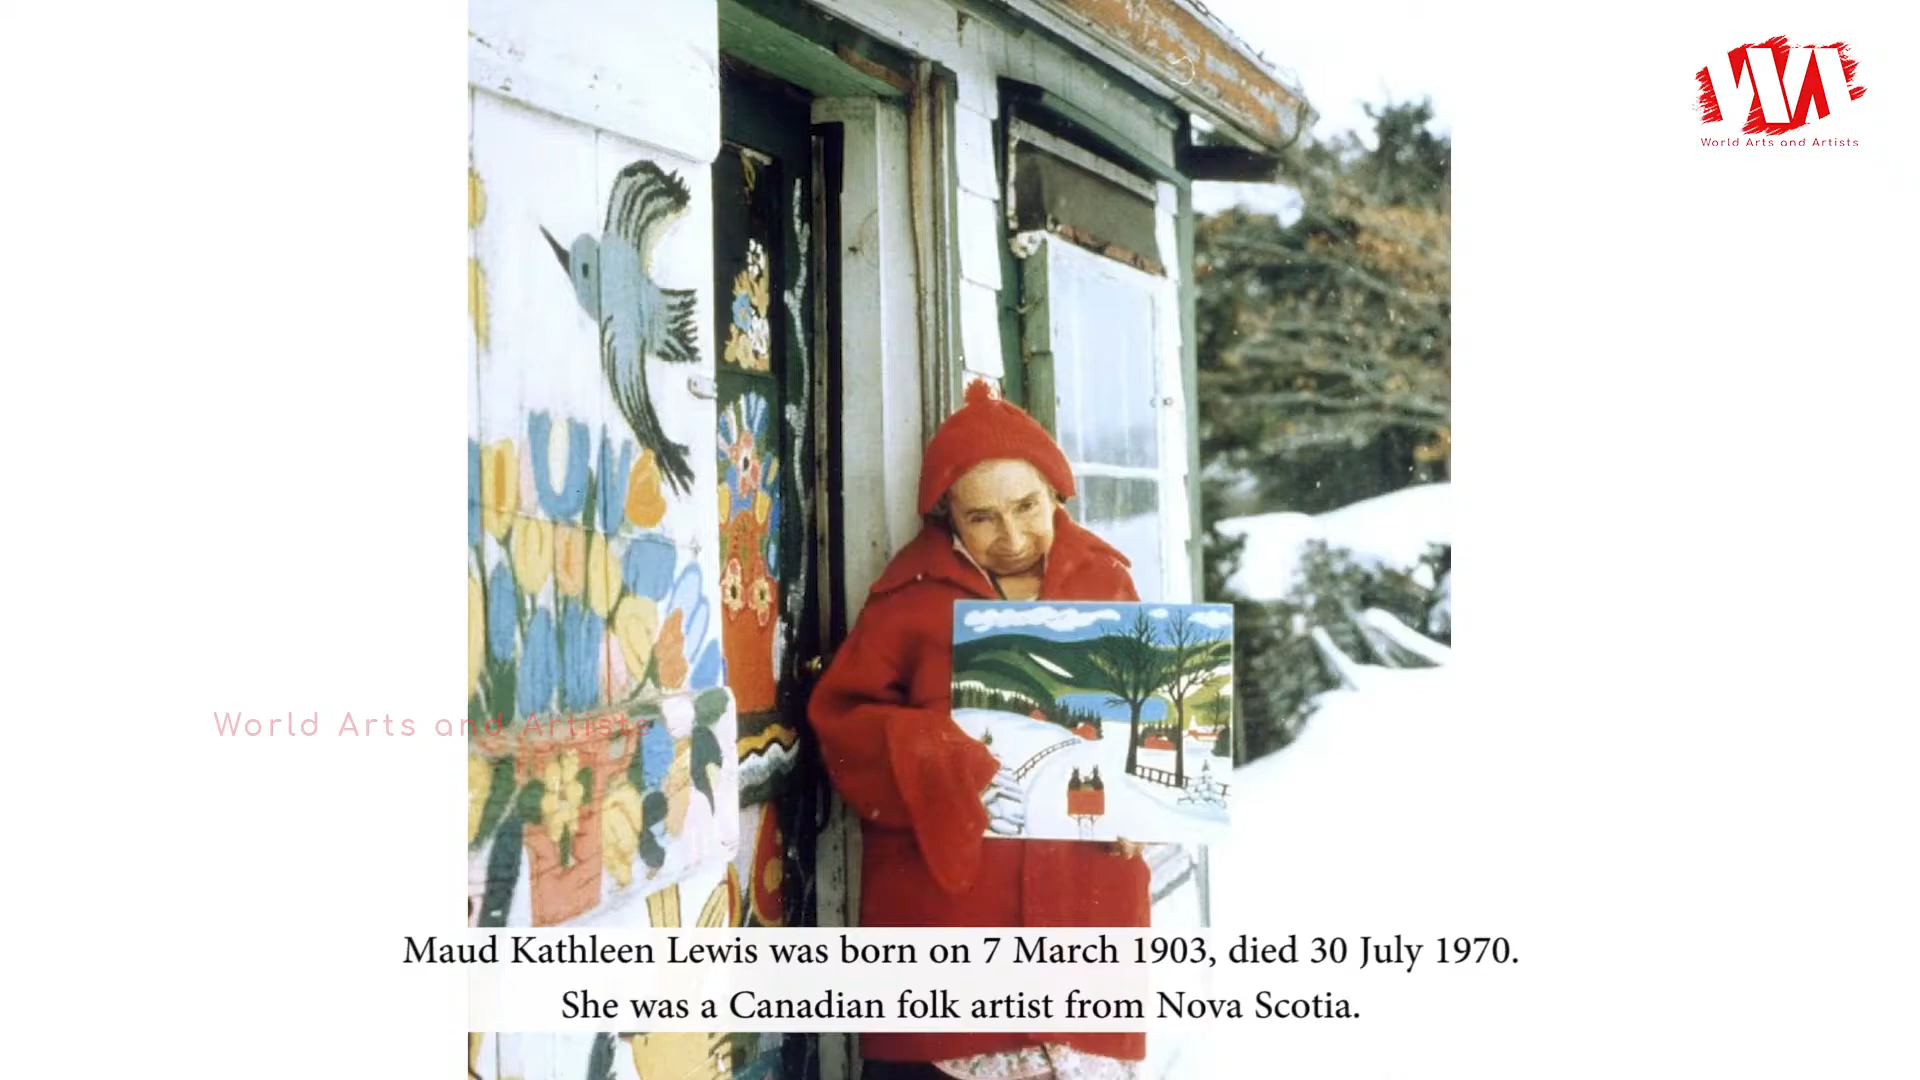 World Arts and Artists
World Arts and Artists
Maud Kathleen Lewis was born on 7 March 1903, died 30 July 1970.
She was a Canadian folk artist from Nova Scotia.